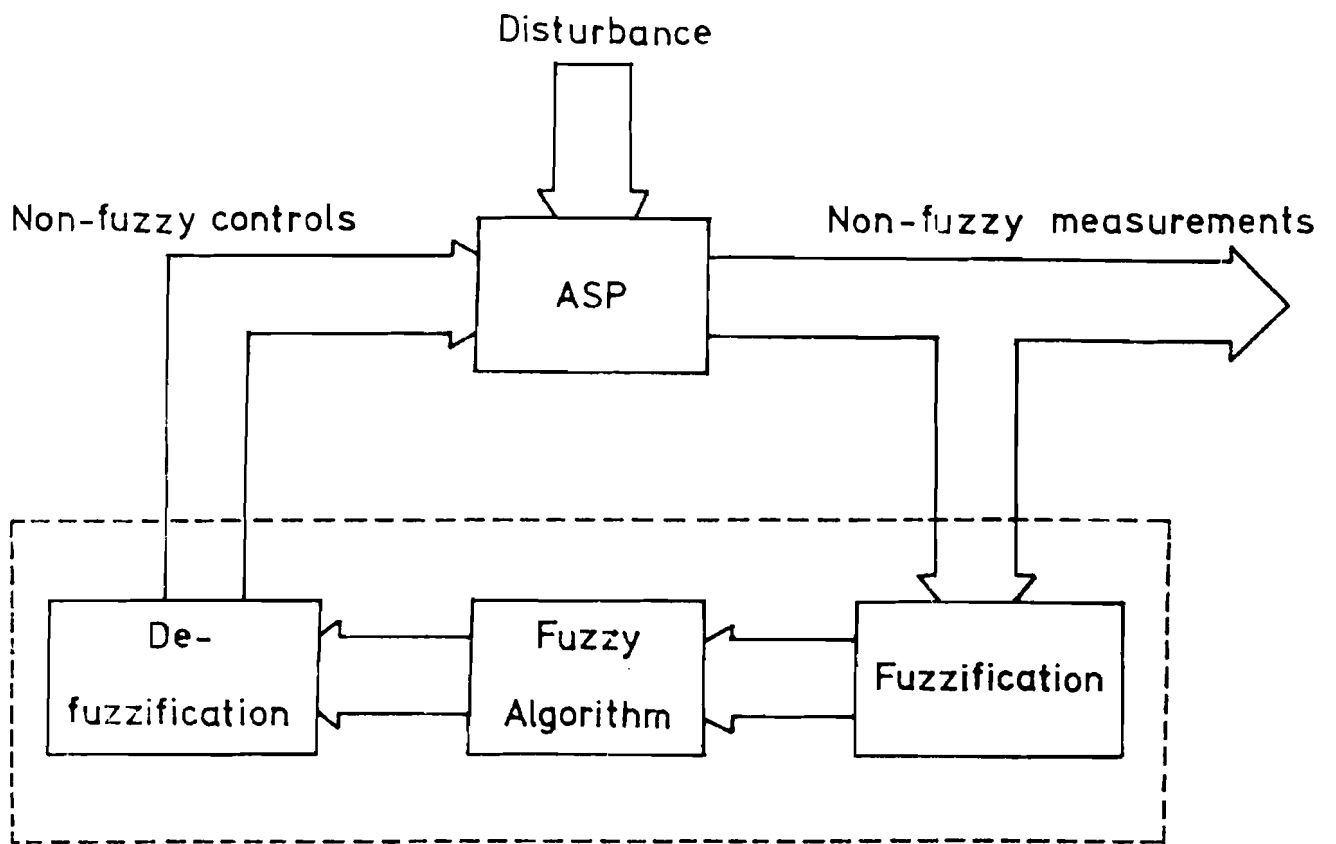 Disturbance
Non-fuzzy controls
Non-fuzzy measurements
ASP
De-
fuzzification
Fuzzy
Algorithm
Fuzzification